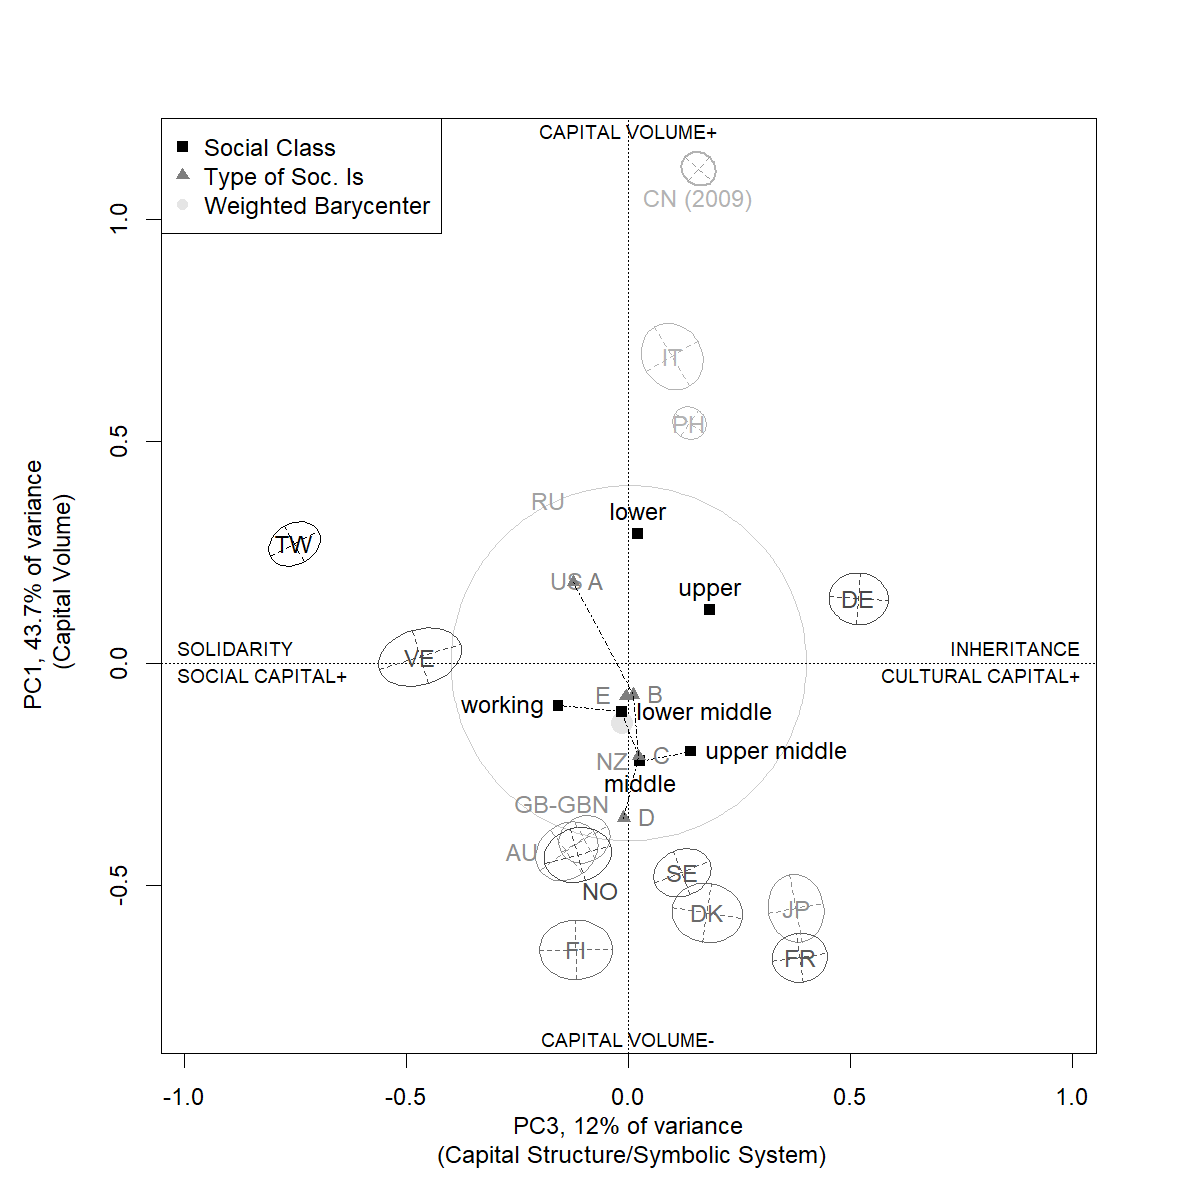 CAPITAL VOLUME+
Social Class
Type of Soc. Is
Weighted Barycenter
CN (2009)
1.0
IT
PH
0.5
RU
lower
TW
US A
upper
DE
SOLIDARITY
INHERITANCE
VE
0.0
SOCIAL CAPITAL+
CULTURAL CAPITAL+
E
B
working
lower middle
upper middle
NZ
C
middle
GB-GBN
D
AU
SE
-0.5
NO
DK
JP
FI
FR
CAPITAL VOLUME-
-1.0
-0.5
0.0
0.5
1.0
PC3, 12% of variance
(Capital Structure/Symbolic System)
PC1, 43.7% of variance
(Capital Volume)